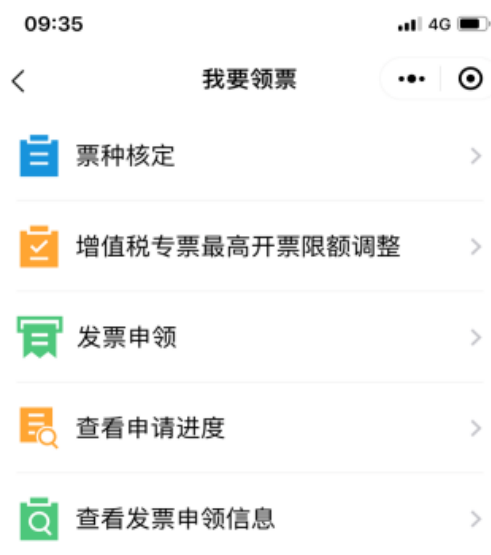 09:35 4G
我要领票
票种核定
增值税专票最高开票限额调整
发票申领
查看申请进度
查看发票申领信息